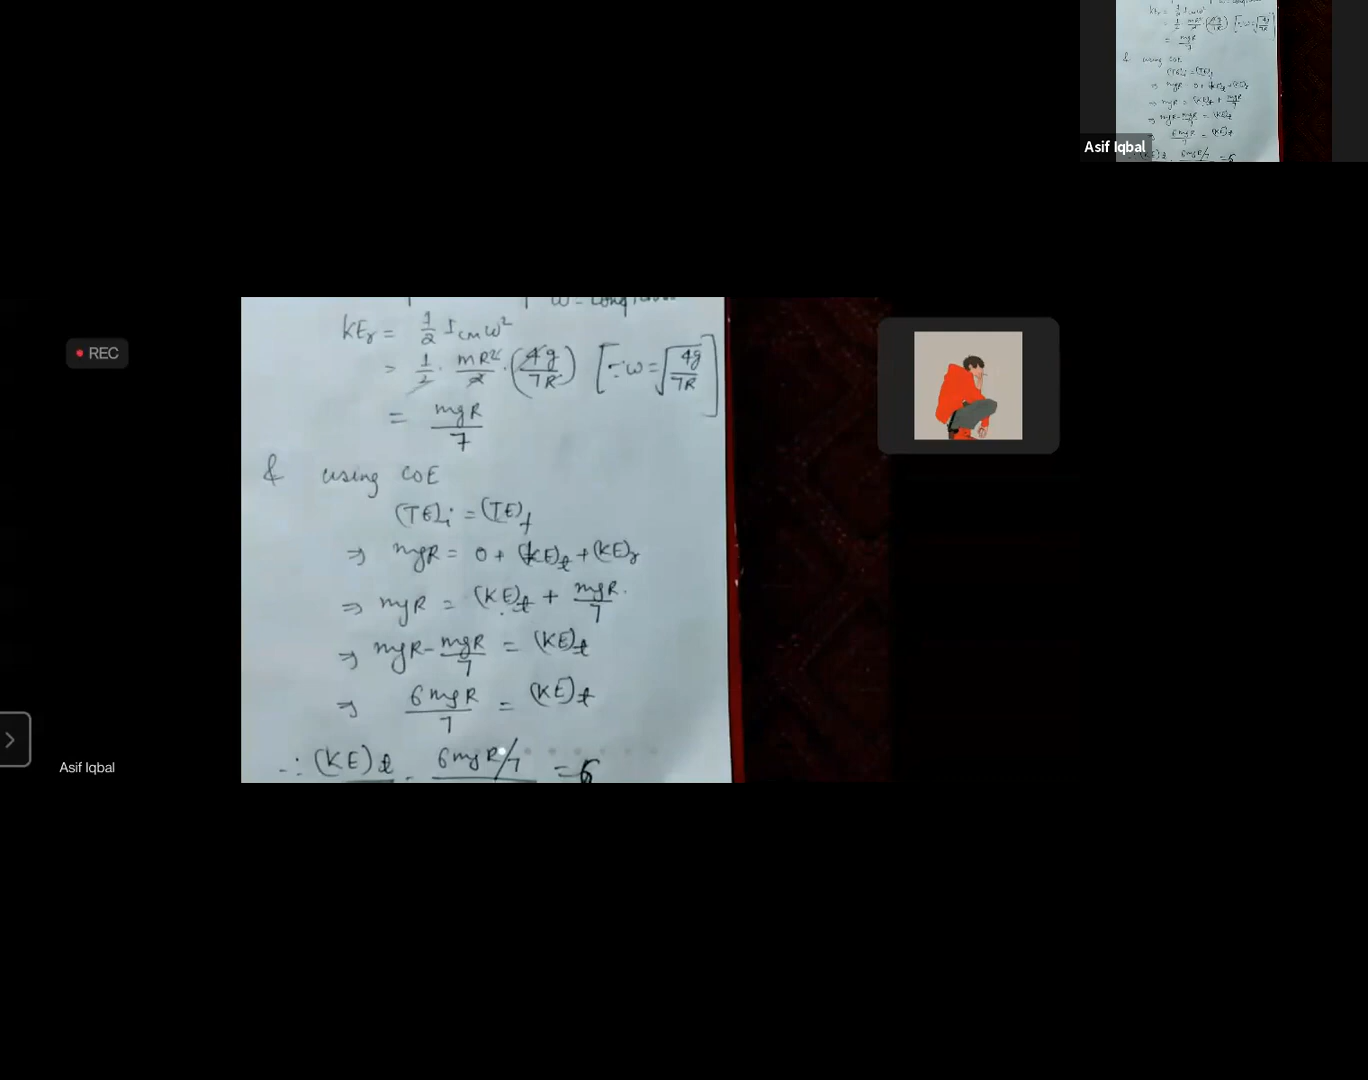 KEr = 1/2 Icm ω²
= 1/2 · mR²/2 · (4g/7R) [∵ ω = √(4g/7R)]
= mgR/7
& using COE
(TE)i = (TE)f
⇒ mgR = 0 + (KE)t + (KE)r
⇒ mgR = (KE)t + mgR/7
⇒ mgR - mgR/7 = (KE)t
⇒ 6mgR/7 = (KE)t
∴ (KE)t 6mgR/7 = 6
REC
Asif Iqbal
Asif Iqbal